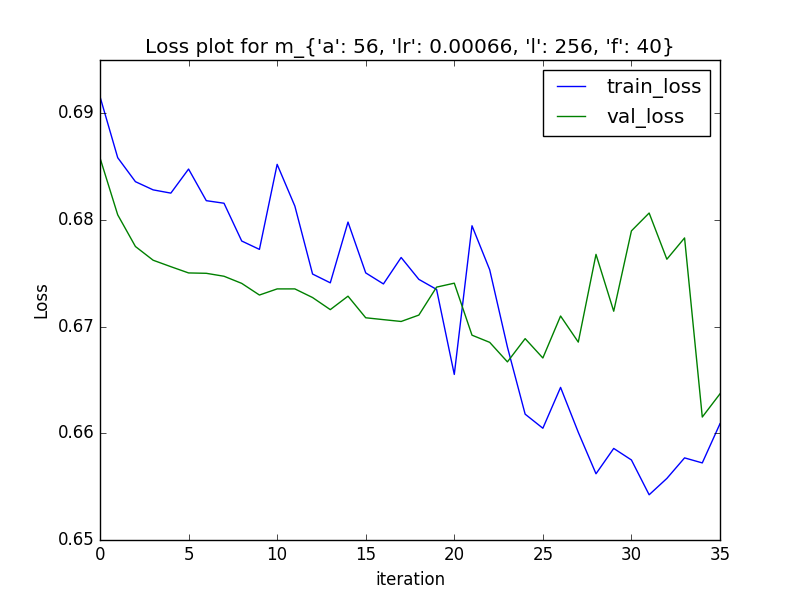 Loss plot for m_{'a': 56, 'lr': 0.00066, 'l': 256, 'f': 40}
train_loss
val_loss
0.69
0.68
0.67
0.66
0.65
Loss
0 5 10 15 20 25 30 35
iteration